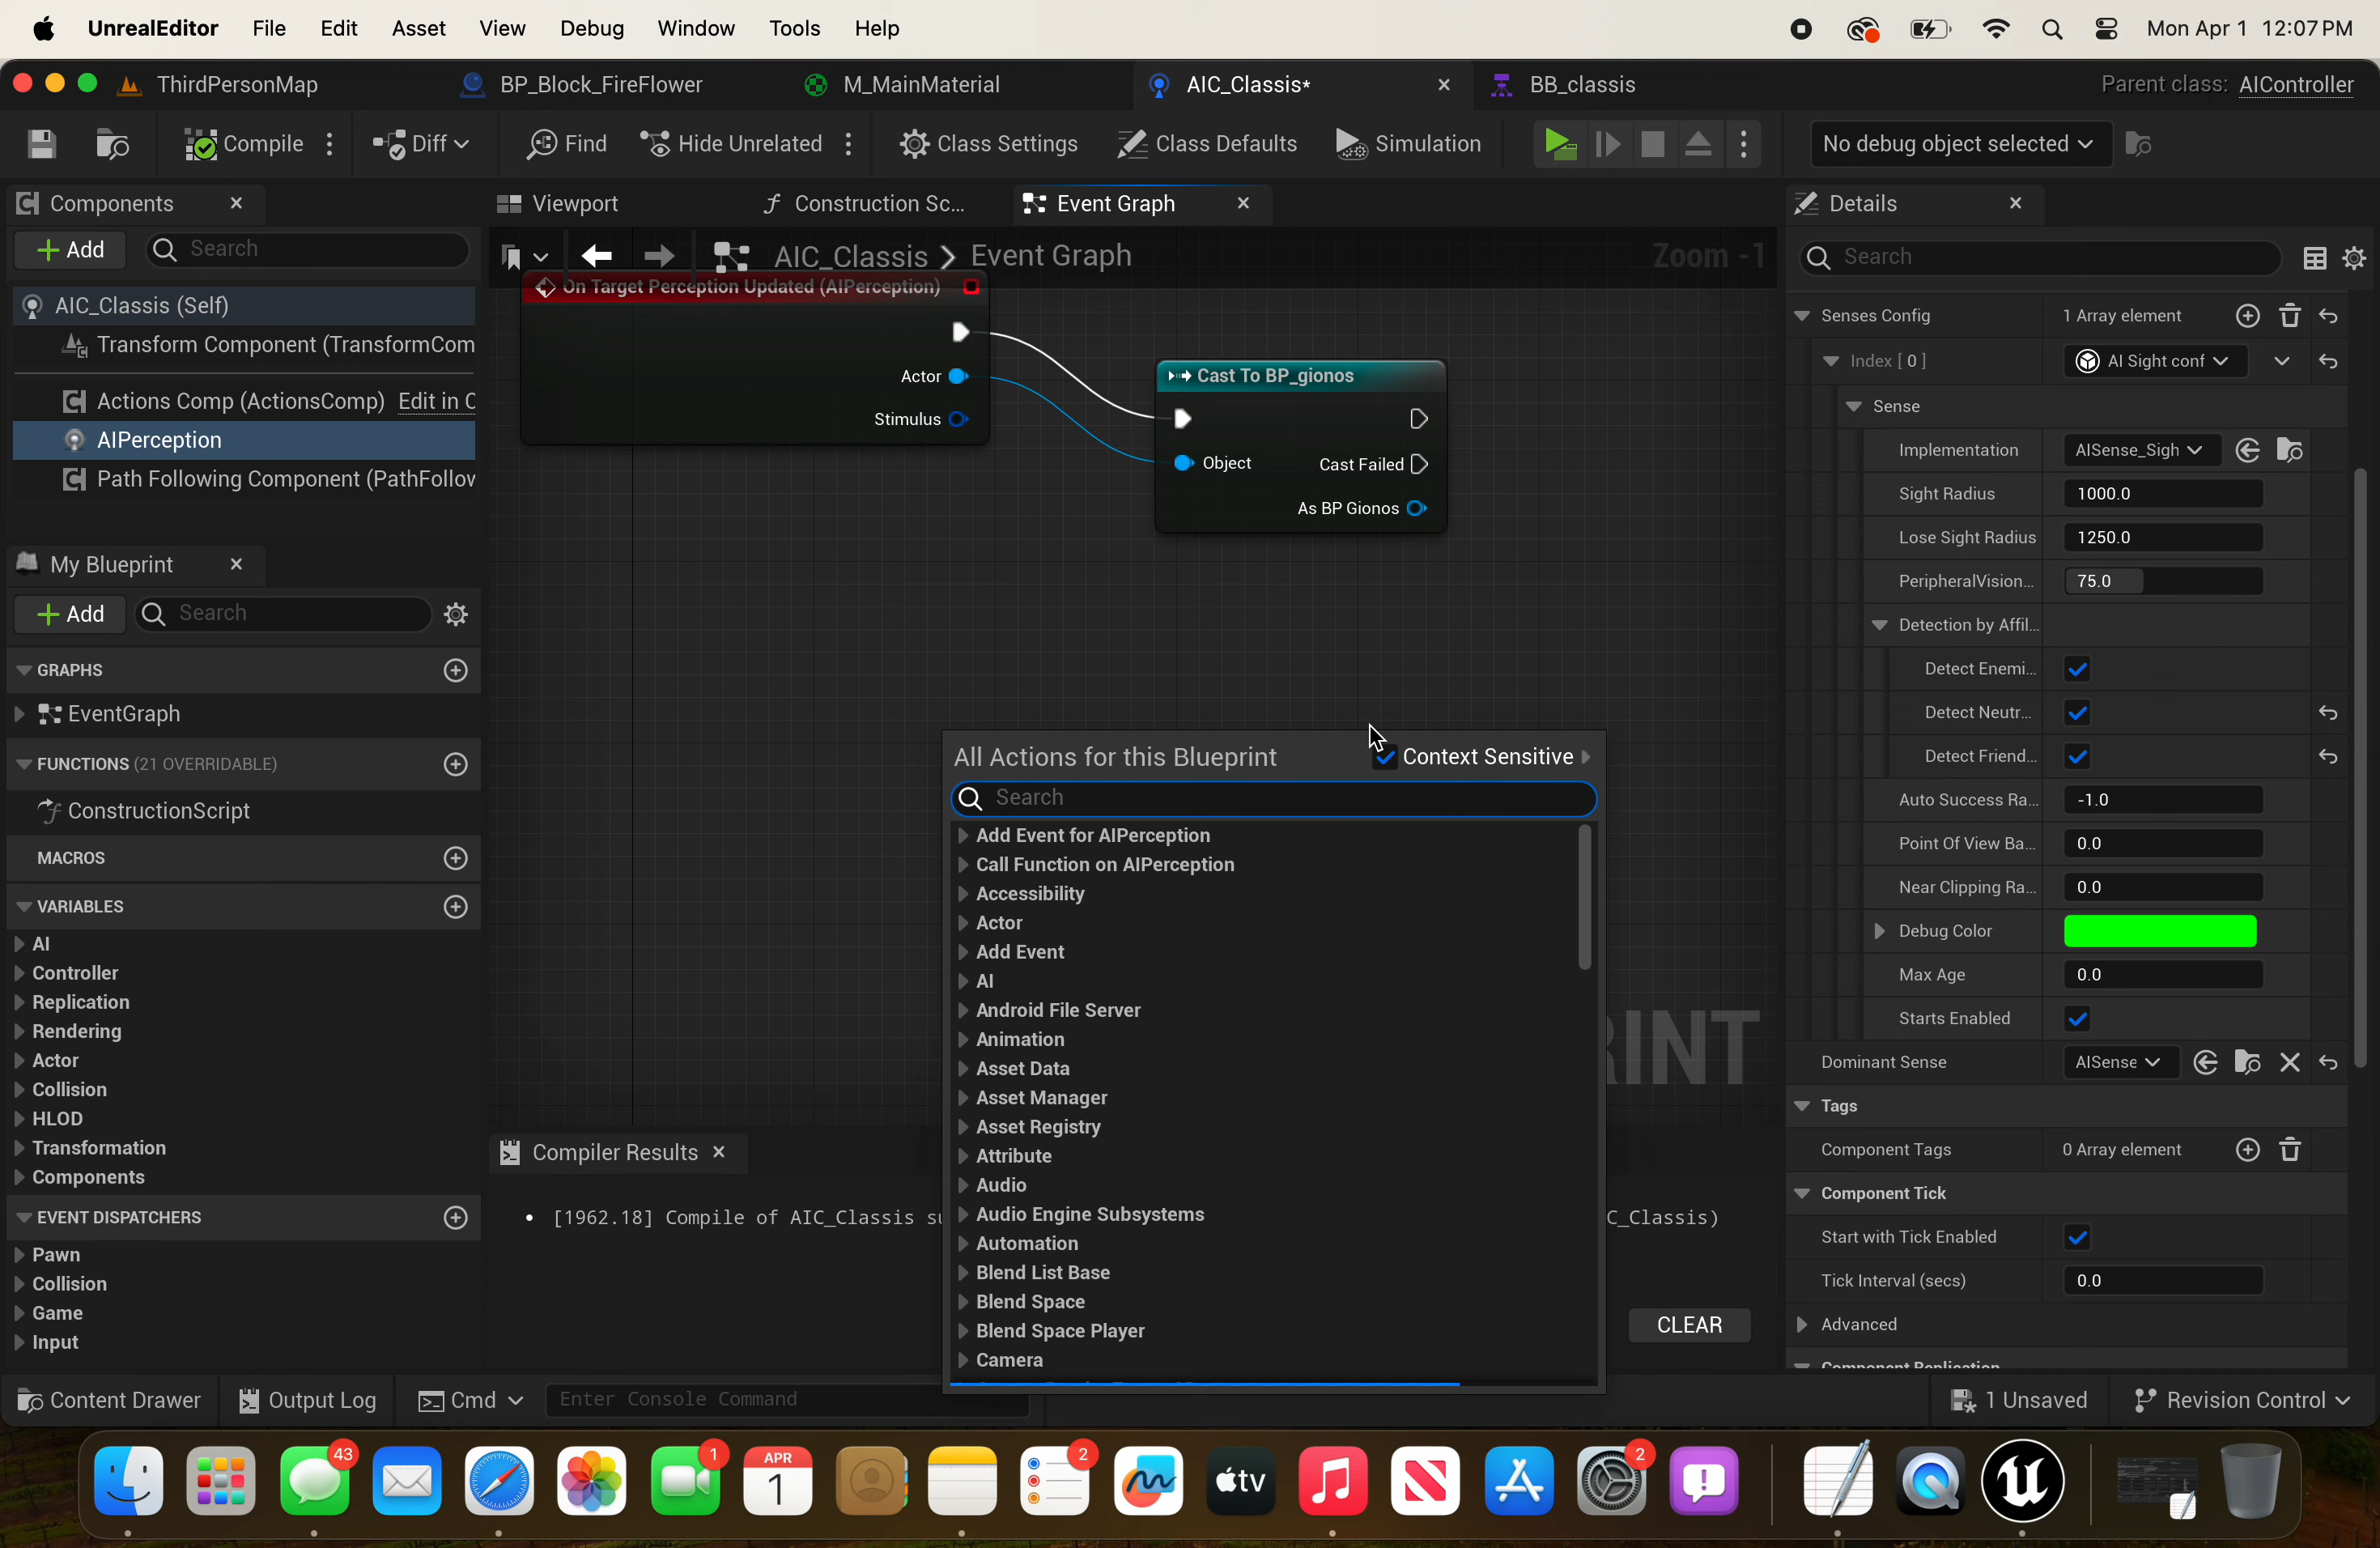 UnrealEditor File Edit Asset View Debug Window Tools Help Mon Apr 1 12:07 PM
ThirdPersonMap BP_Block_FireFlower M_MainMaterial AIC_Classis* BB_classis Parent class: AIController
Compile Diff Find Hide Unrelated Class Settings Class Defaults Simulation No debug object selected
Components
Add Search
AIC_Classis (Self)
Transform Component (TransformCom
Actions Comp (ActionsComp) Edit in C
AIPerception
Path Following Component (PathFollow
My Blueprint
Add Search
GRAPHS
EventGraph
FUNCTIONS (21 OVERRIDABLE)
ConstructionScript
MACROS
VARIABLES
AI
Controller
Replication
Rendering
Actor
Collision
HLOD
Transformation
Components
EVENT DISPATCHERS
Pawn
Collision
Game
Input
Viewport Construction Sc... Event Graph
AIC_Classis > Event Graph Zoom -1
On Target Perception Updated (AIPerception)
Actor
Stimulus
Cast To BP_gionos
Object Cast Failed
As BP Gionos
All Actions for this Blueprint Context Sensitive
Search
Add Event for AIPerception
Call Function on AIPerception
Accessibility
Actor
Add Event
AI
Android File Server
Animation
Asset Data
Asset Manager
Asset Registry
Attribute
Audio
Audio Engine Subsystems
Automation
Blend List Base
Blend Space
Blend Space Player
Camera
RINT
Compiler Results
[1962.18] Compile of AIC_Classis su C_Classis)
CLEAR
Details
Search
Senses Config 1 Array element
Index [ 0 ] AI Sight conf
Sense
Implementation AISense_Sigh
Sight Radius 1000.0
Lose Sight Radius 1250.0
PeripheralVision... 75.0
Detection by Affil...
Detect Enemi...
Detect Neutr...
Detect Friend...
Auto Success Ra... -1.0
Point Of View Ba... 0.0
Near Clipping Ra... 0.0
Debug Color
Max Age 0.0
Starts Enabled
Dominant Sense AISense
Tags
Component Tags 0 Array element
Component Tick
Start with Tick Enabled
Tick Interval (secs) 0.0
Advanced
Component Replication
Content Drawer Output Log Cmd Enter Console Command 1 Unsaved Revision Control
43 1 APR 1 2 tv 2